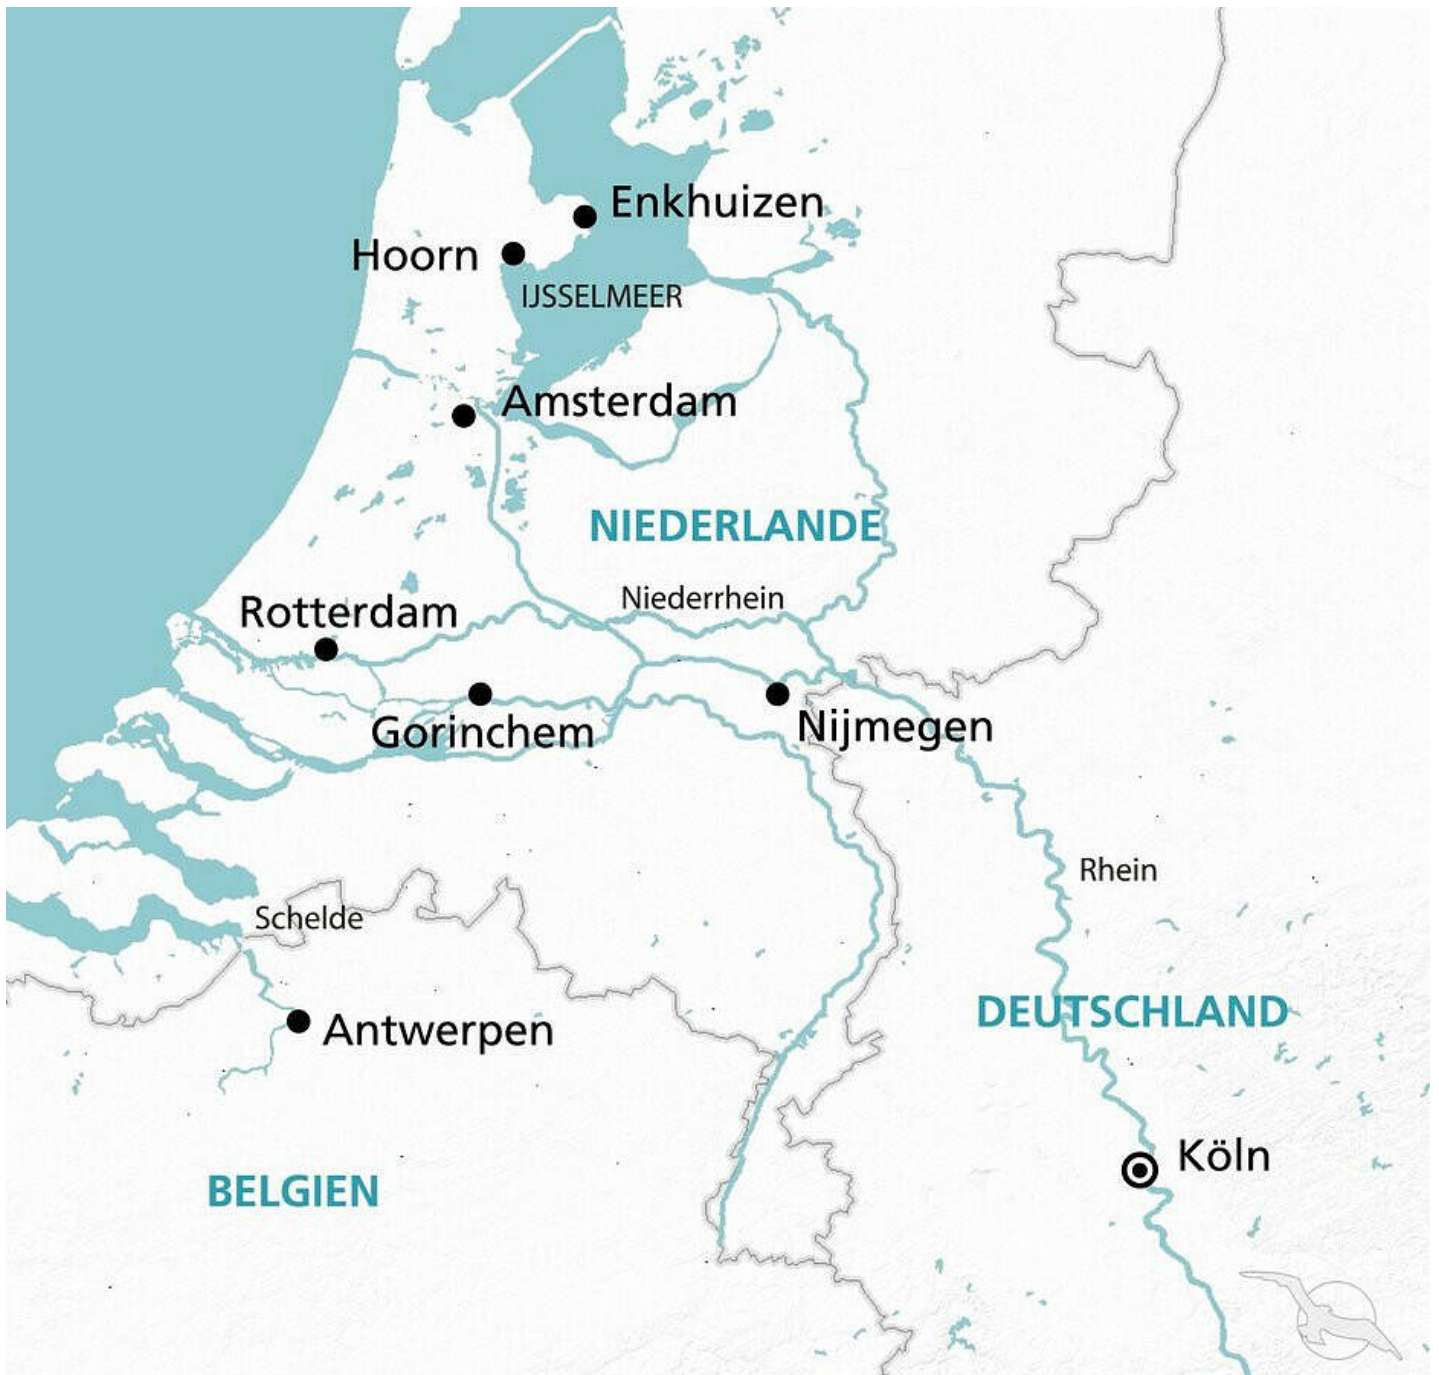 Enkhuizen
Hoorn
IJSSELMEER
Amsterdam
NIEDERLANDE
Niederrhein
Rotterdam
Gorinchem
Nijmegen
Rhein
Schelde
DEUTSCHLAND
Antwerpen
Köln
BELGIEN